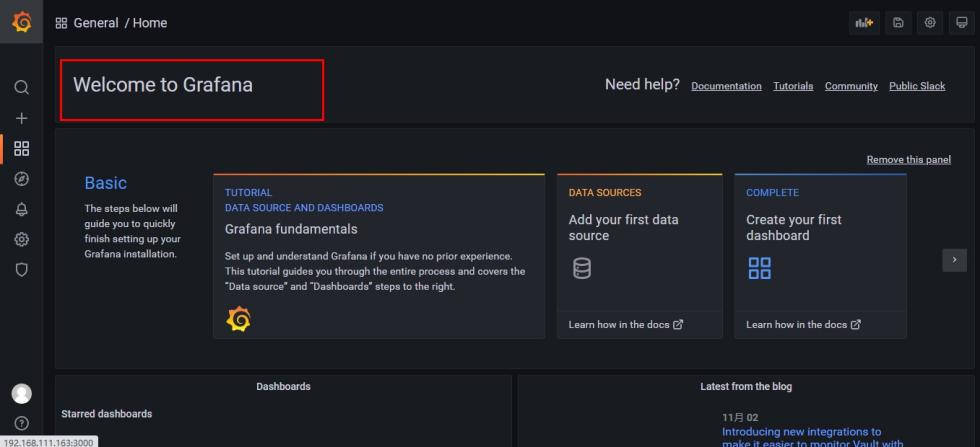 General / Home
Welcome to Grafana
Need help? Documentation Tutorials Community Public Slack
Remove this panel
Basic
The steps below will
guide you to quickly
finish setting up your
Grafana installation.
TUTORIAL
DATA SOURCE AND DASHBOARDS
Grafana fundamentals
Set up and understand Grafana if you have no prior experience.
This tutorial guides you through the entire process and covers the
"Data source" and "Dashboards" steps to the right.
DATA SOURCES
Add your first data
source
Learn how in the docs
COMPLETE
Create your first
dashboard
Learn how in the docs
Dashboards
Starred dashboards
Latest from the blog
11月 02
Introducing new integrations to
make it easier to monitor Vault with
192.168.111.163:3000